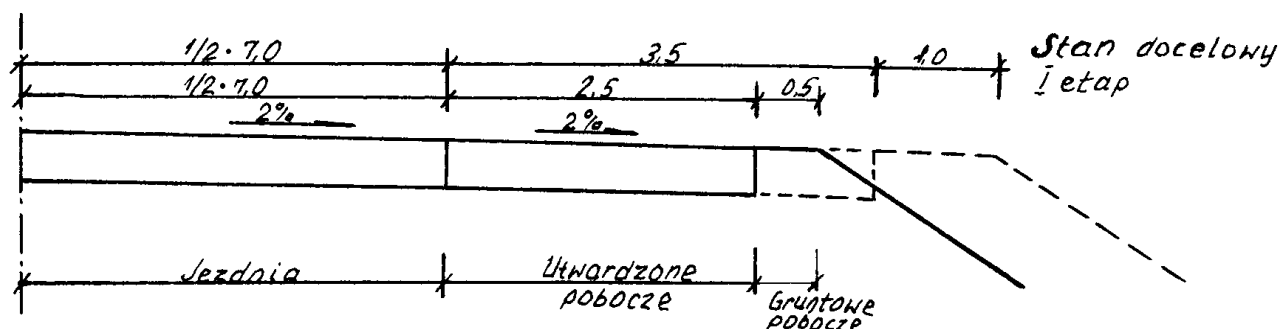 1/2·7,0 3,5 1,0 Stan docelowy
1/2·7,0 2,5 0,5 I etap
2% 2%
Jezdnia Utwardzone pobocze Gruntowe pobocze